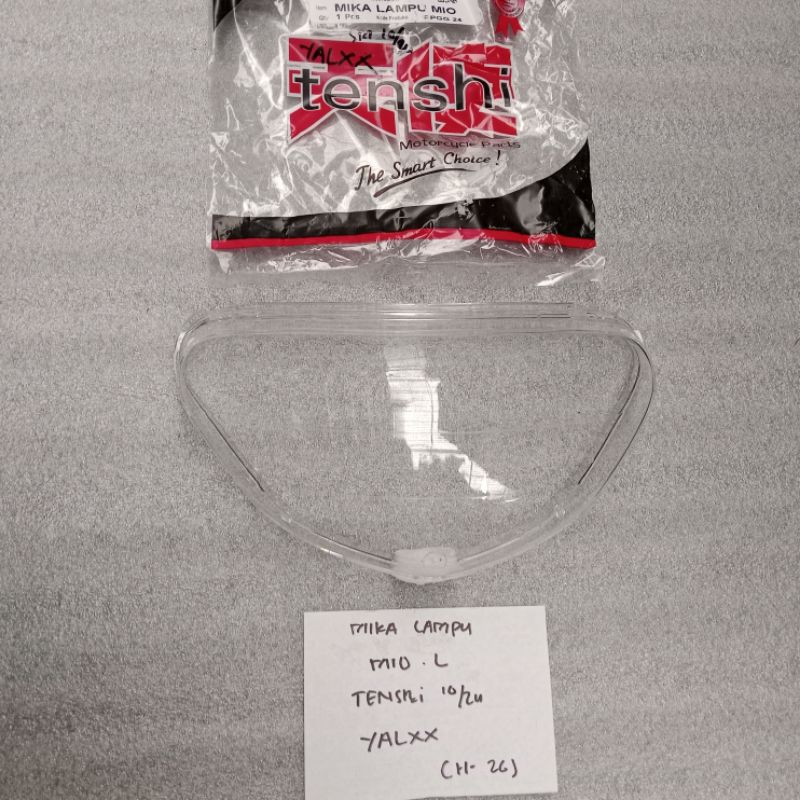 MIKA LAMPU MIO
1 Pcs
YALXX
tenshi
Motorcycle Parts
The Smart Choice!
MIKA LAMPU
MIO. L
TENSHI 10/24
YALXX
(H- 26)